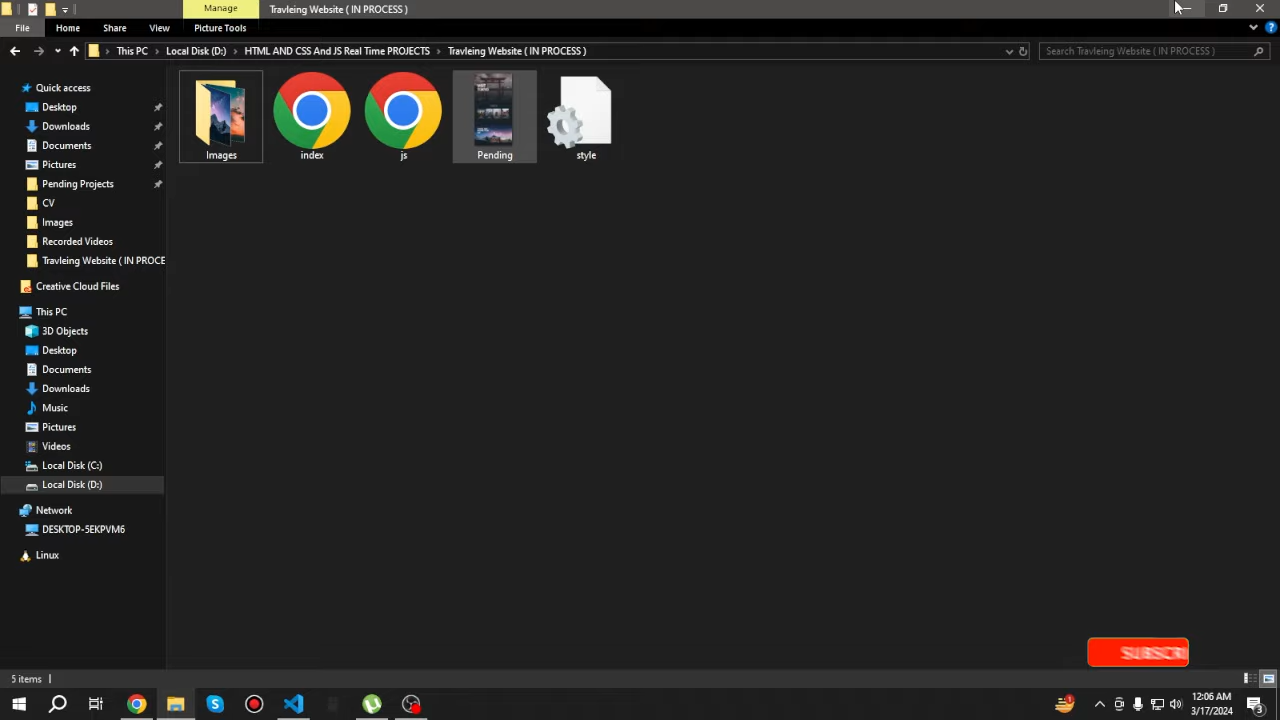 Manage
Travleing Website ( IN PROCESS )
File
Home
Share
View
Picture Tools
This PC
Local Disk (D:)
HTML AND CSS And JS Real Time PROJECTS
Travleing Website ( IN PROCESS )
Search Travleing Website ( IN PROCESS )
Quick access
Desktop
Downloads
Documents
Pictures
Pending Projects
CV
Images
Recorded Videos
Travleing Website ( IN PROCE
Creative Cloud Files
This PC
3D Objects
Desktop
Documents
Downloads
Music
Pictures
Videos
Local Disk (C:)
Local Disk (D:)
Network
DESKTOP-5EKPVM6
Linux
Images
index
js
Pending
style
SUBSCRI
5 items
12:06 AM
3/17/2024